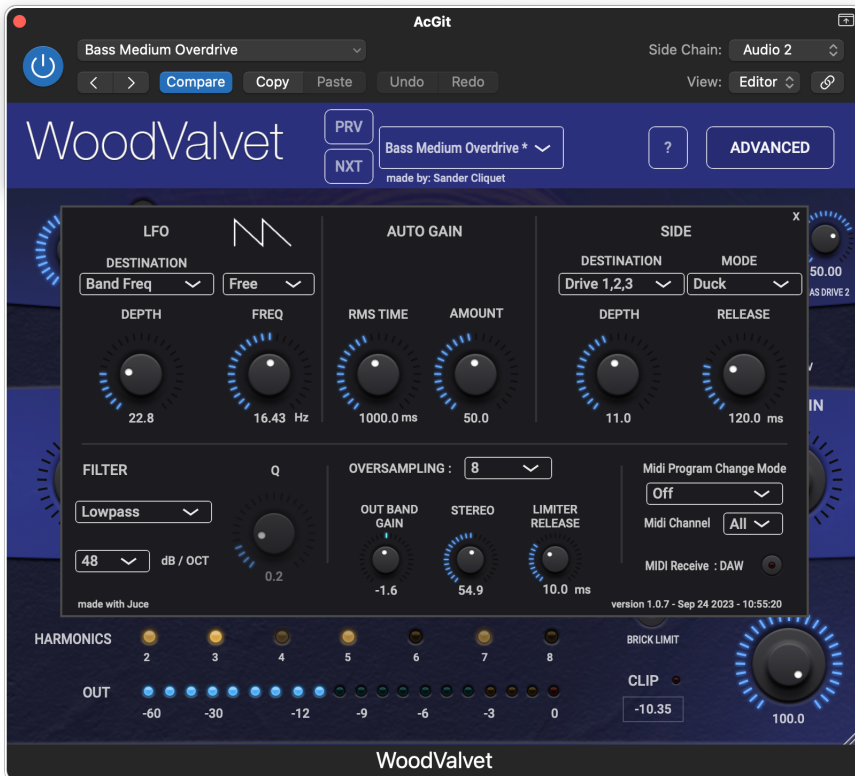 AcGit
Bass Medium Overdrive
Side Chain: Audio 2
Compare Copy Paste Undo Redo
View: Editor
WoodValvet
PRV
NXT
Bass Medium Overdrive *
made by: Sander Cliquet
?
ADVANCED
x
LFO
AUTO GAIN
SIDE
DESTINATION
DESTINATION MODE
Band Freq Free
Drive 1,2,3 Duck
DEPTH FREQ RMS TIME AMOUNT DEPTH RELEASE
22.8 16.43 Hz 1000.0 ms 50.0 11.0 120.0 ms
50.00
AS DRIVE 2
IN
FILTER
Q
Lowpass
48 dB / OCT
0.2
OVERSAMPLING : 8
OUT BAND GAIN
STEREO
LIMITER RELEASE
-1.6 54.9 10.0 ms
Midi Program Change Mode
Off
Midi Channel All
MIDI Receive : DAW
made with Juce
version 1.0.7 - Sep 24 2023 - 10:55:20
HARMONICS
2 3 4 5 6 7 8
BRICK LIMIT
OUT
-60 -30 -12 -9 -6 -3 0
CLIP
-10.35
100.0
WoodValvet